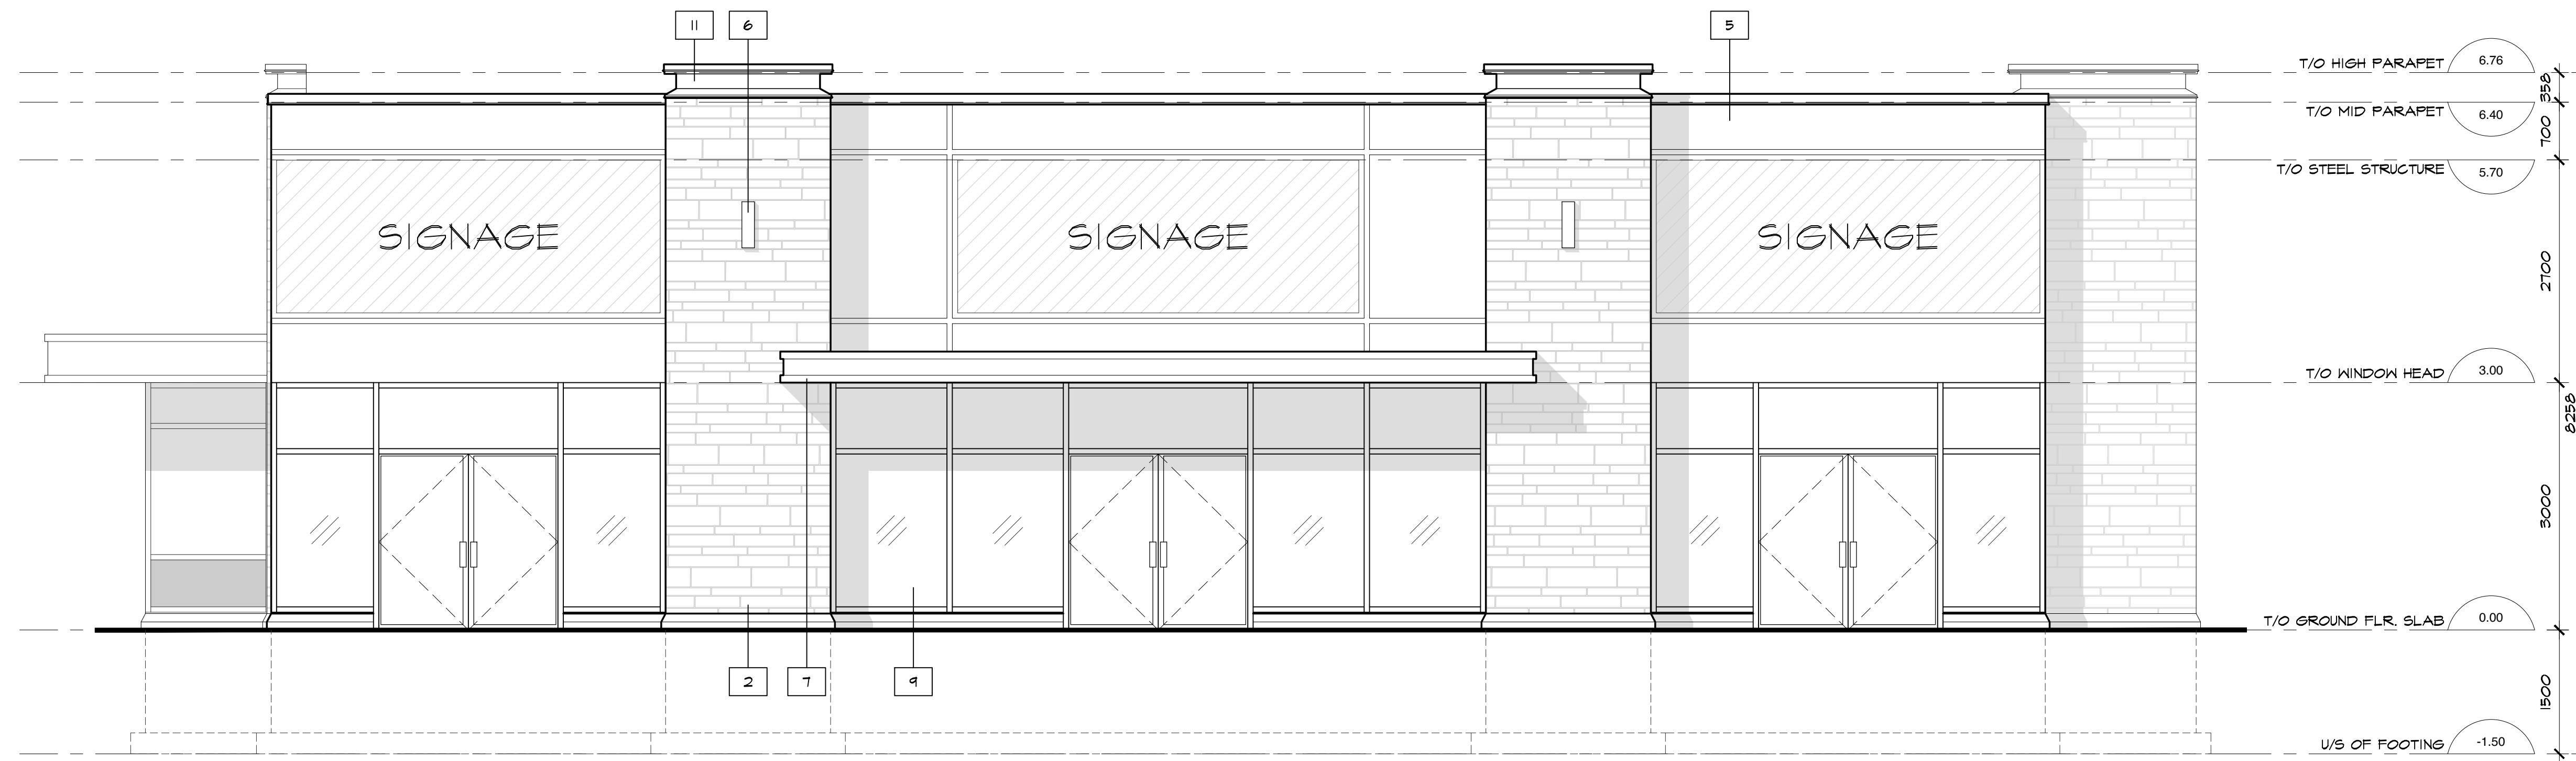 11
6
5
T/O HIGH PARAPET 6.76
358
T/O MID PARAPET 6.40
700
T/O STEEL STRUCTURE 5.70
SIGNAGE SIGNAGE SIGNAGE
2700
T/O WINDOW HEAD 3.00
8258
3000
T/O GROUND FLR. SLAB 0.00
2
7
9
1500
U/S OF FOOTING -1.50